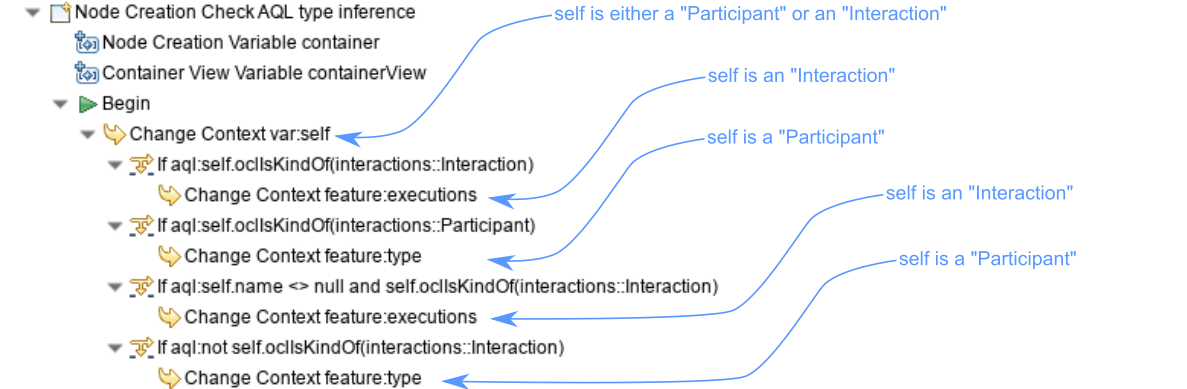 Node Creation Check AQL type inference
self is either a "Participant" or an "Interaction"
Node Creation Variable container
Container View Variable containerView
self is an "Interaction"
Begin
Change Context var:self
self is a "Participant"
If aql:self.oclIsKindOf(interactions::Interaction)
Change Context feature:executions
self is an "Interaction"
If aql:self.oclIsKindOf(interactions::Participant)
Change Context feature:type
self is a "Participant"
If aql:self.name <> null and self.oclIsKindOf(interactions::Interaction)
Change Context feature:executions
If aql:not self.oclIsKindOf(interactions::Interaction)
Change Context feature:type